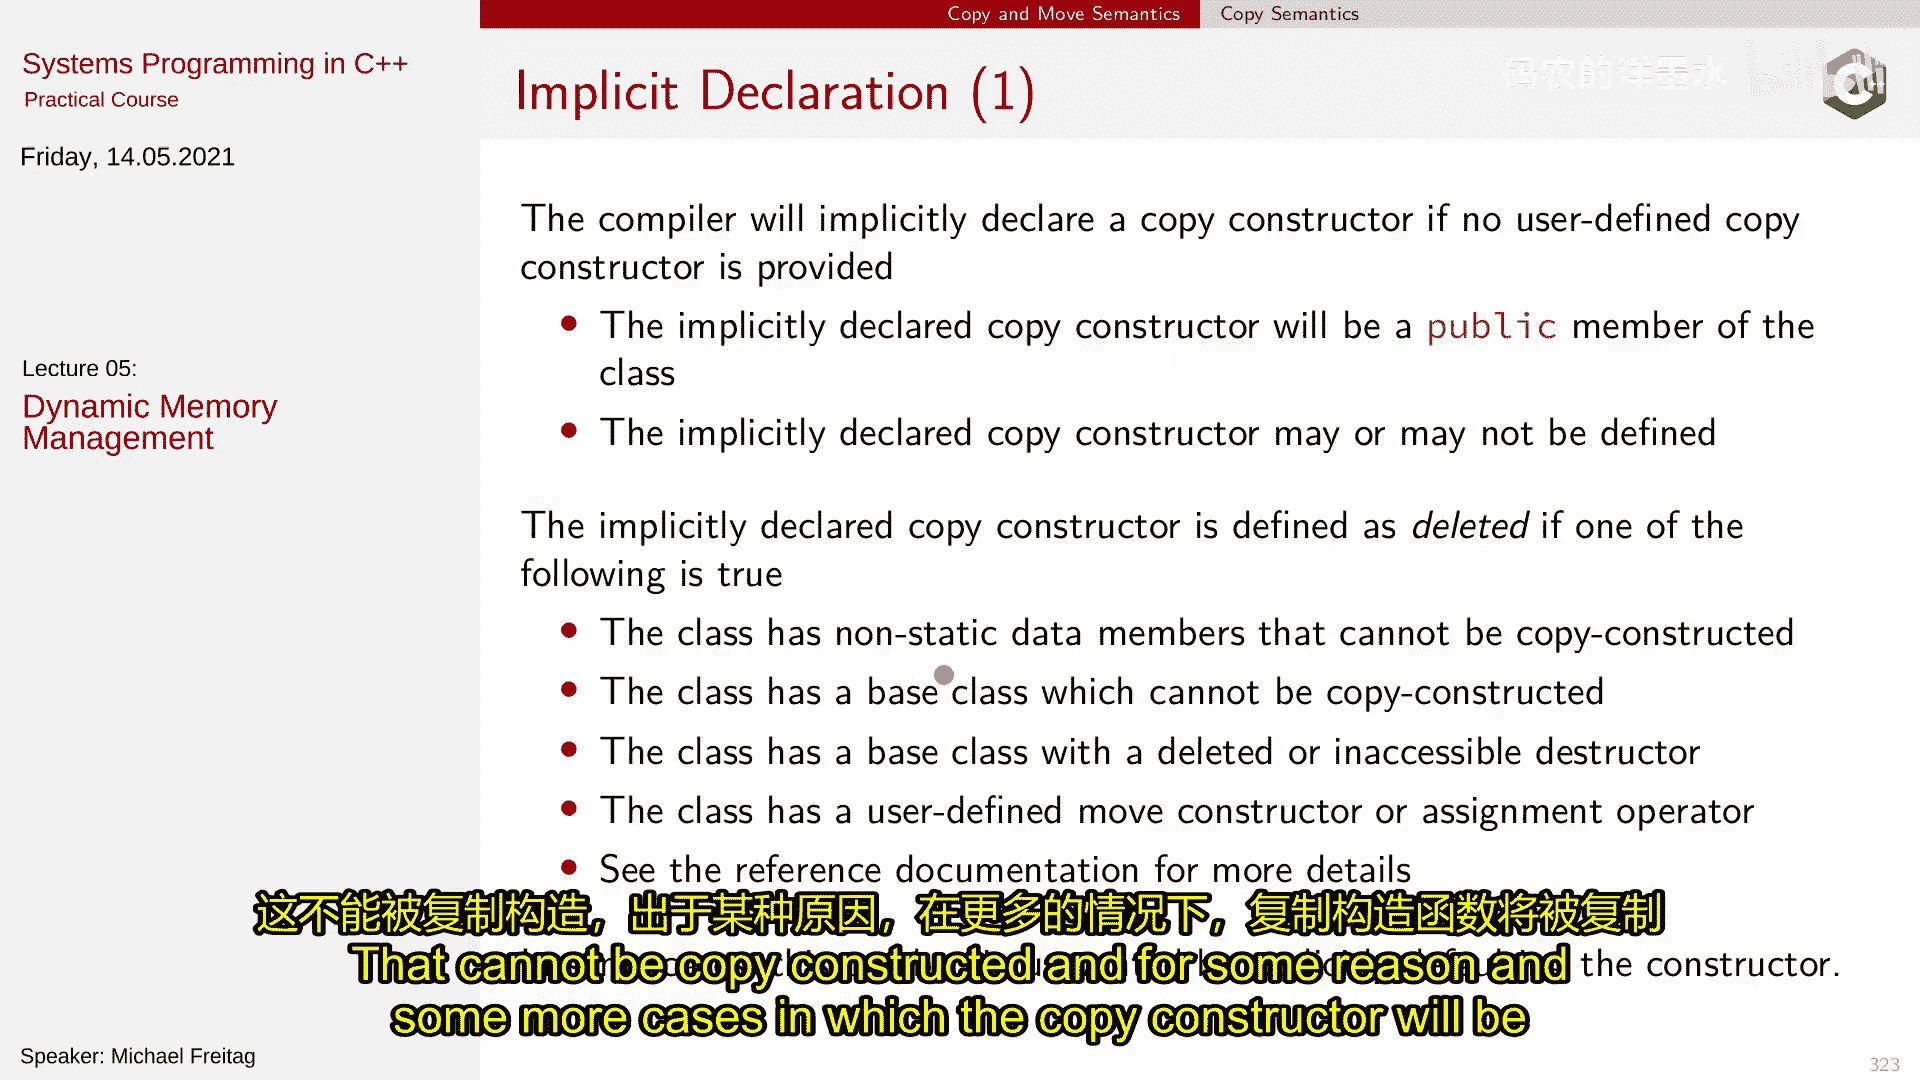 Copy and Move Semantics
Copy Semantics
Systems Programming in C++
Practical Course
Friday, 14.05.2021
Lecture 05:
Dynamic Memory
Management
Implicit Declaration (1)
码农的洋墨水
The compiler will implicitly declare a copy constructor if no user-defined copy
constructor is provided
• The implicitly declared copy constructor will be a public member of the
class
• The implicitly declared copy constructor may or may not be defined
The implicitly declared copy constructor is defined as deleted if one of the
following is true
• The class has non-static data members that cannot be copy-constructed
• The class has a base class which cannot be copy-constructed
• The class has a base class with a deleted or inaccessible destructor
• The class has a user-defined move constructor or assignment operator
• See the reference documentation for more details
the constructor.
这不能被复制构造，出于某种原因，在更多的情况下，复制构造函数将被复制
That cannot be copy constructed and for some reason and
some more cases in which the copy constructor will be
Speaker: Michael Freitag
323